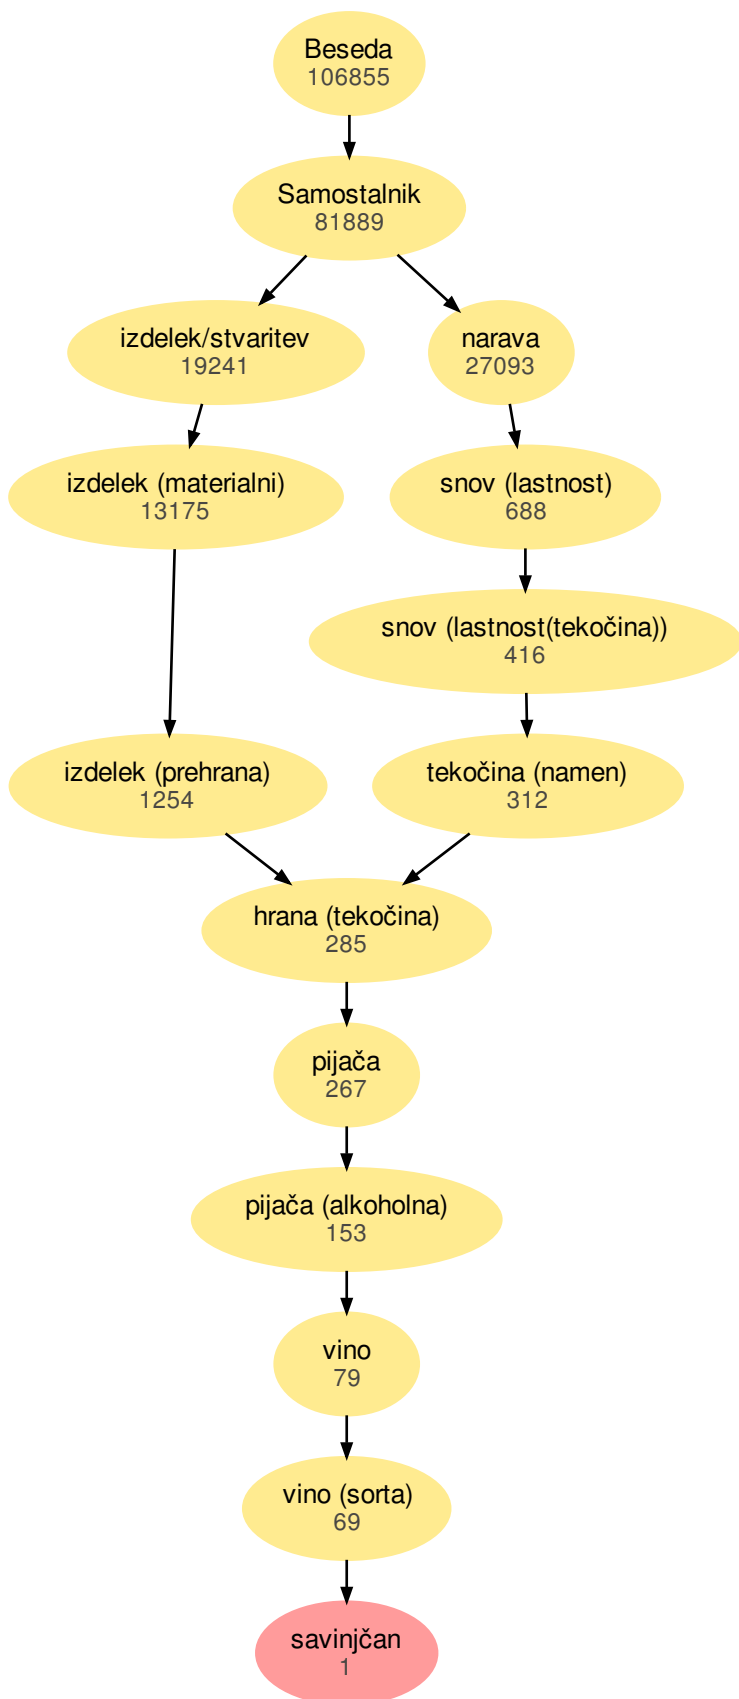 Beseda
106855
Samostalnik
81889
izdelek/stvaritev
19241
narava
27093
izdelek (materialni)
13175
snov (lastnost)
688
snov (lastnost(tekočina))
416
izdelek (prehrana)
1254
tekočina (namen)
312
hrana (tekočina)
285
pijača
267
pijača (alkoholna)
153
vino
79
vino (sorta)
69
savinjčan
1